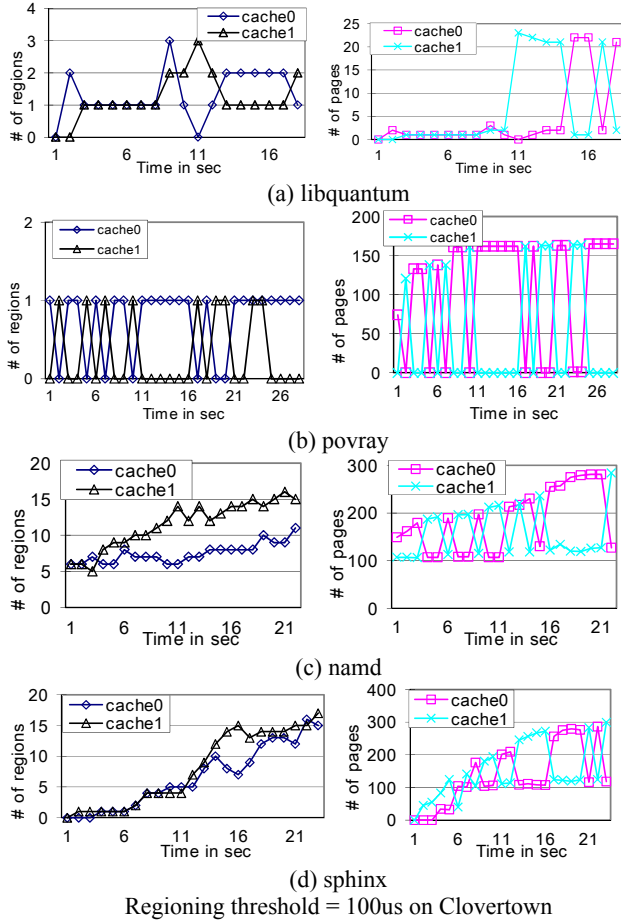 4
3
2
1
0
# of regions
cache0
cache1
1 6 11 16
Time in sec
25
20
15
10
5
0
# of pages
cache0
cache1
1 6 11 16
Time in sec
(a) libquantum
2
1
0
# of regions
cache0
cache1
1 6 11 16 21 26
Time in sec
200
150
100
50
0
# of pages
cache0
cache1
1 6 11 16 21 26
Time in sec
(b) povray
20
15
10
5
0
# of regions
cache0
cache1
1 6 11 16 21
Time in sec
300
200
100
0
# of pages
cache0
cache1
1 6 11 16 21
Time in sec
(c) namd
20
15
10
5
0
# of regions
cache0
cache1
1 6 11 16 21
Time in sec
400
300
200
100
0
# of pages
cache0
cache1
1 6 11 16 21
Time in sec
(d) sphinx
Regioning threshold = 100us on Clovertown